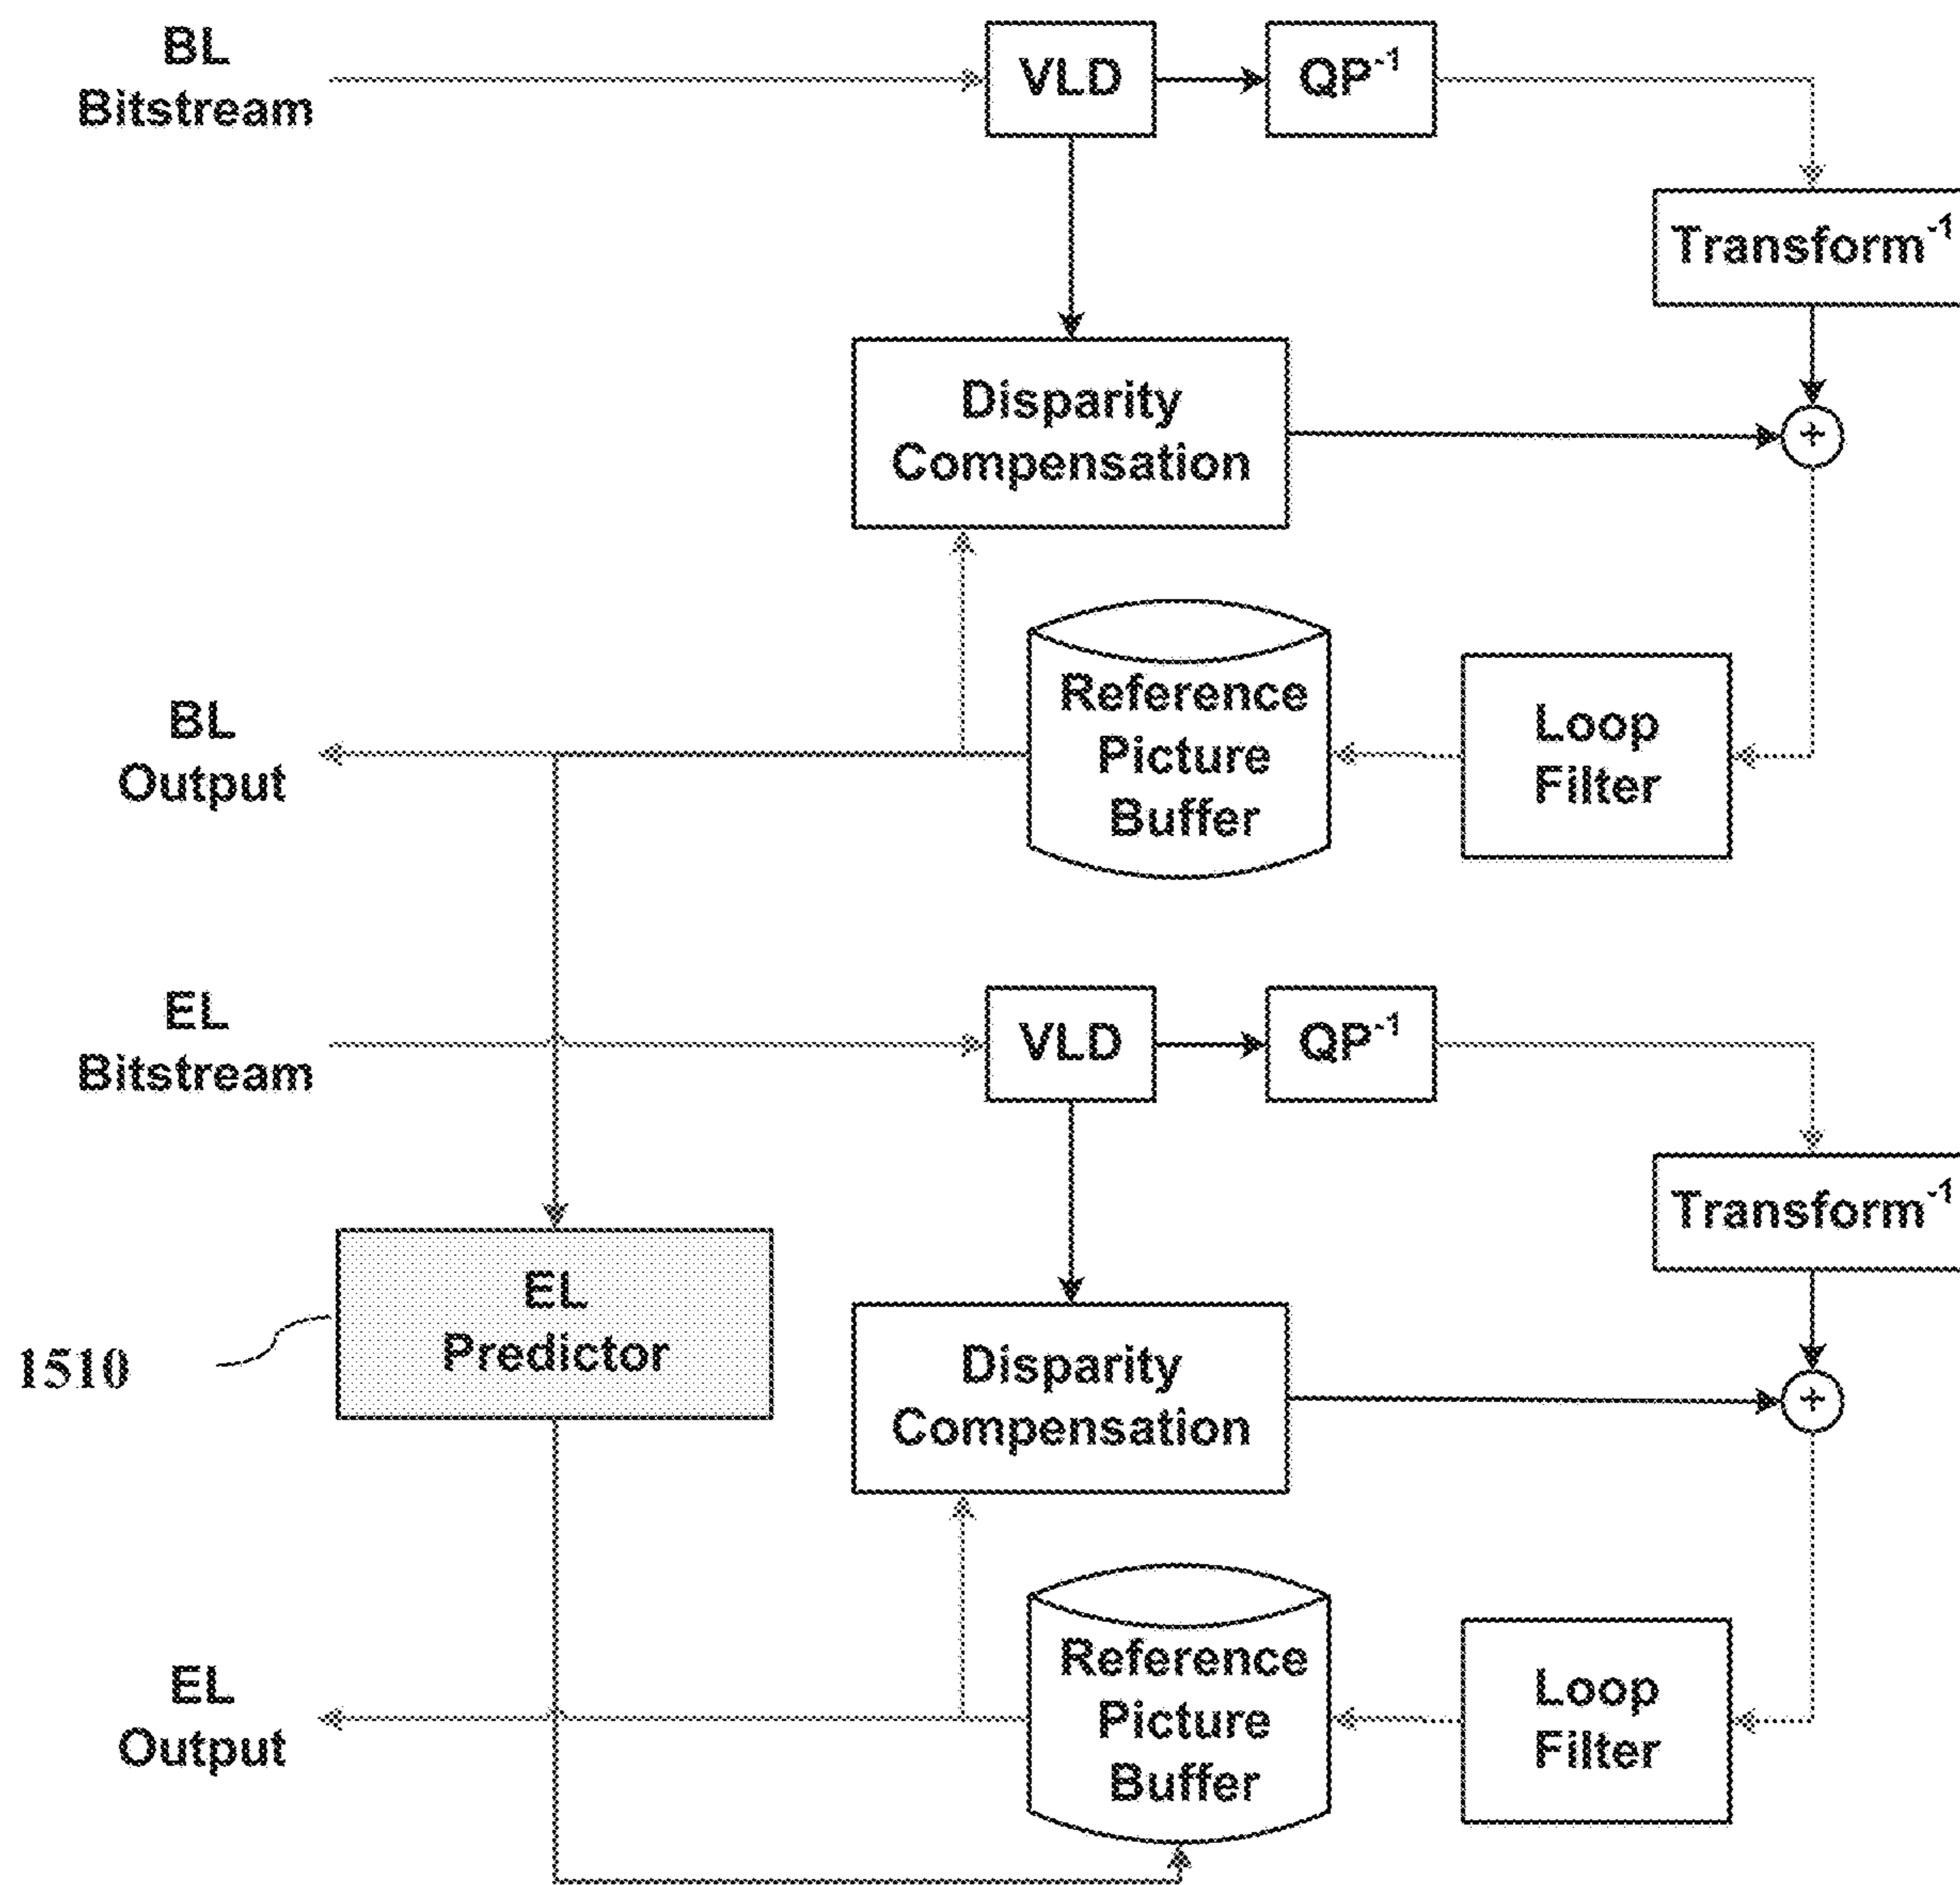 BL
Bitstream
VLD
QP⁻¹
Transform⁻¹
Disparity
Compensation
+
BL
Output
Reference
Picture
Buffer
Loop
Filter
EL
Bitstream
VLD
QP⁻¹
Transform⁻¹
EL
Predictor
1510
Disparity
Compensation
+
EL
Output
Reference
Picture
Buffer
Loop
Filter